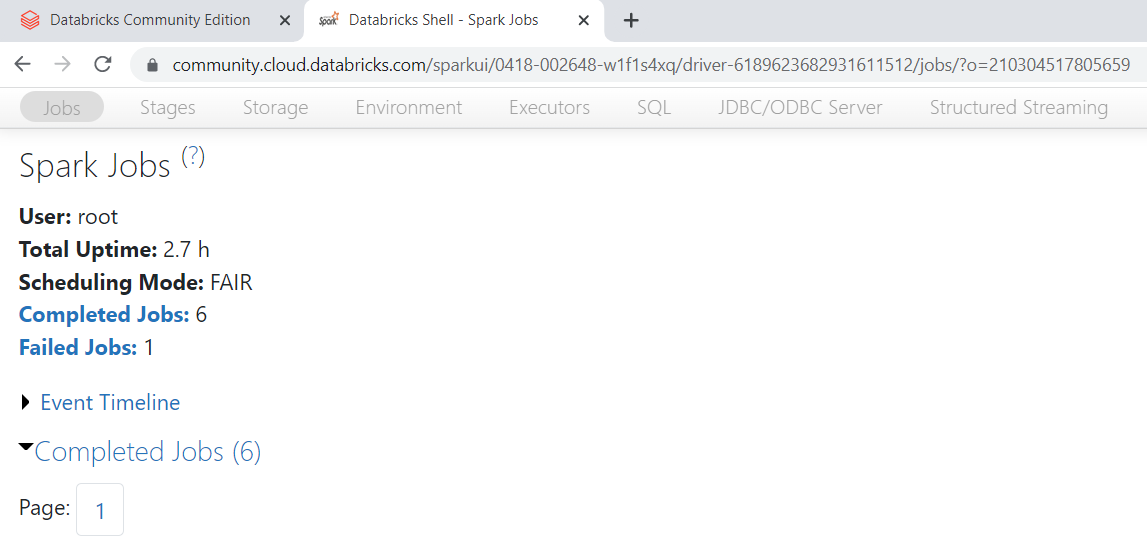 Databricks Community Edition
Spark
Databricks Shell - Spark Jobs
community.cloud.databricks.com/sparkui/0418-002648-w1f1s4xq/driver-6189623682931611512/jobs/?o=210304517805659
Jobs Stages Storage Environment Executors SQL JDBC/ODBC Server Structured Streaming
Spark Jobs (?)
User: root
Total Uptime: 2.7 h
Scheduling Mode: FAIR
Completed Jobs: 6
Failed Jobs: 1
Event Timeline
Completed Jobs (6)
Page: 1